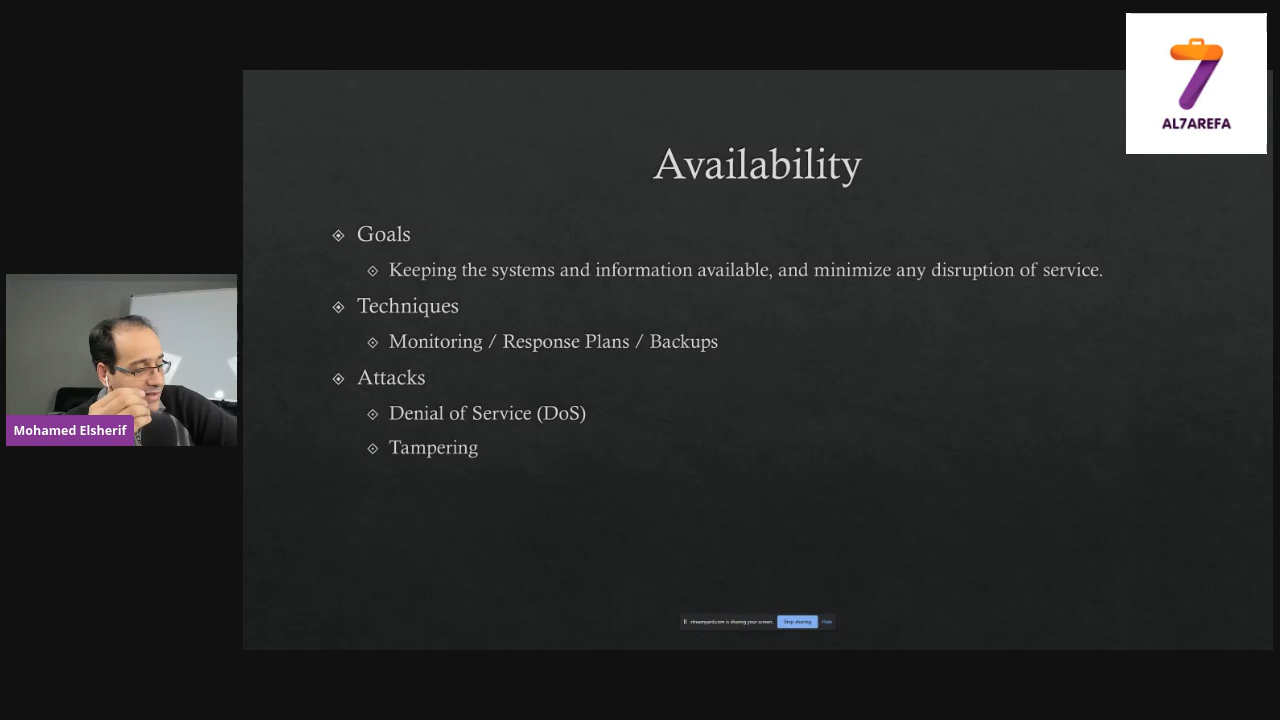 7
AL7AREFA
Availability
Goals
Keeping the systems and information available, and minimize any disruption of service.
Techniques
Monitoring / Response Plans / Backups
Attacks
Denial of Service (DoS)
Tampering
Mohamed Elsherif
streamyard.com is sharing your screen. Stop sharing Hide